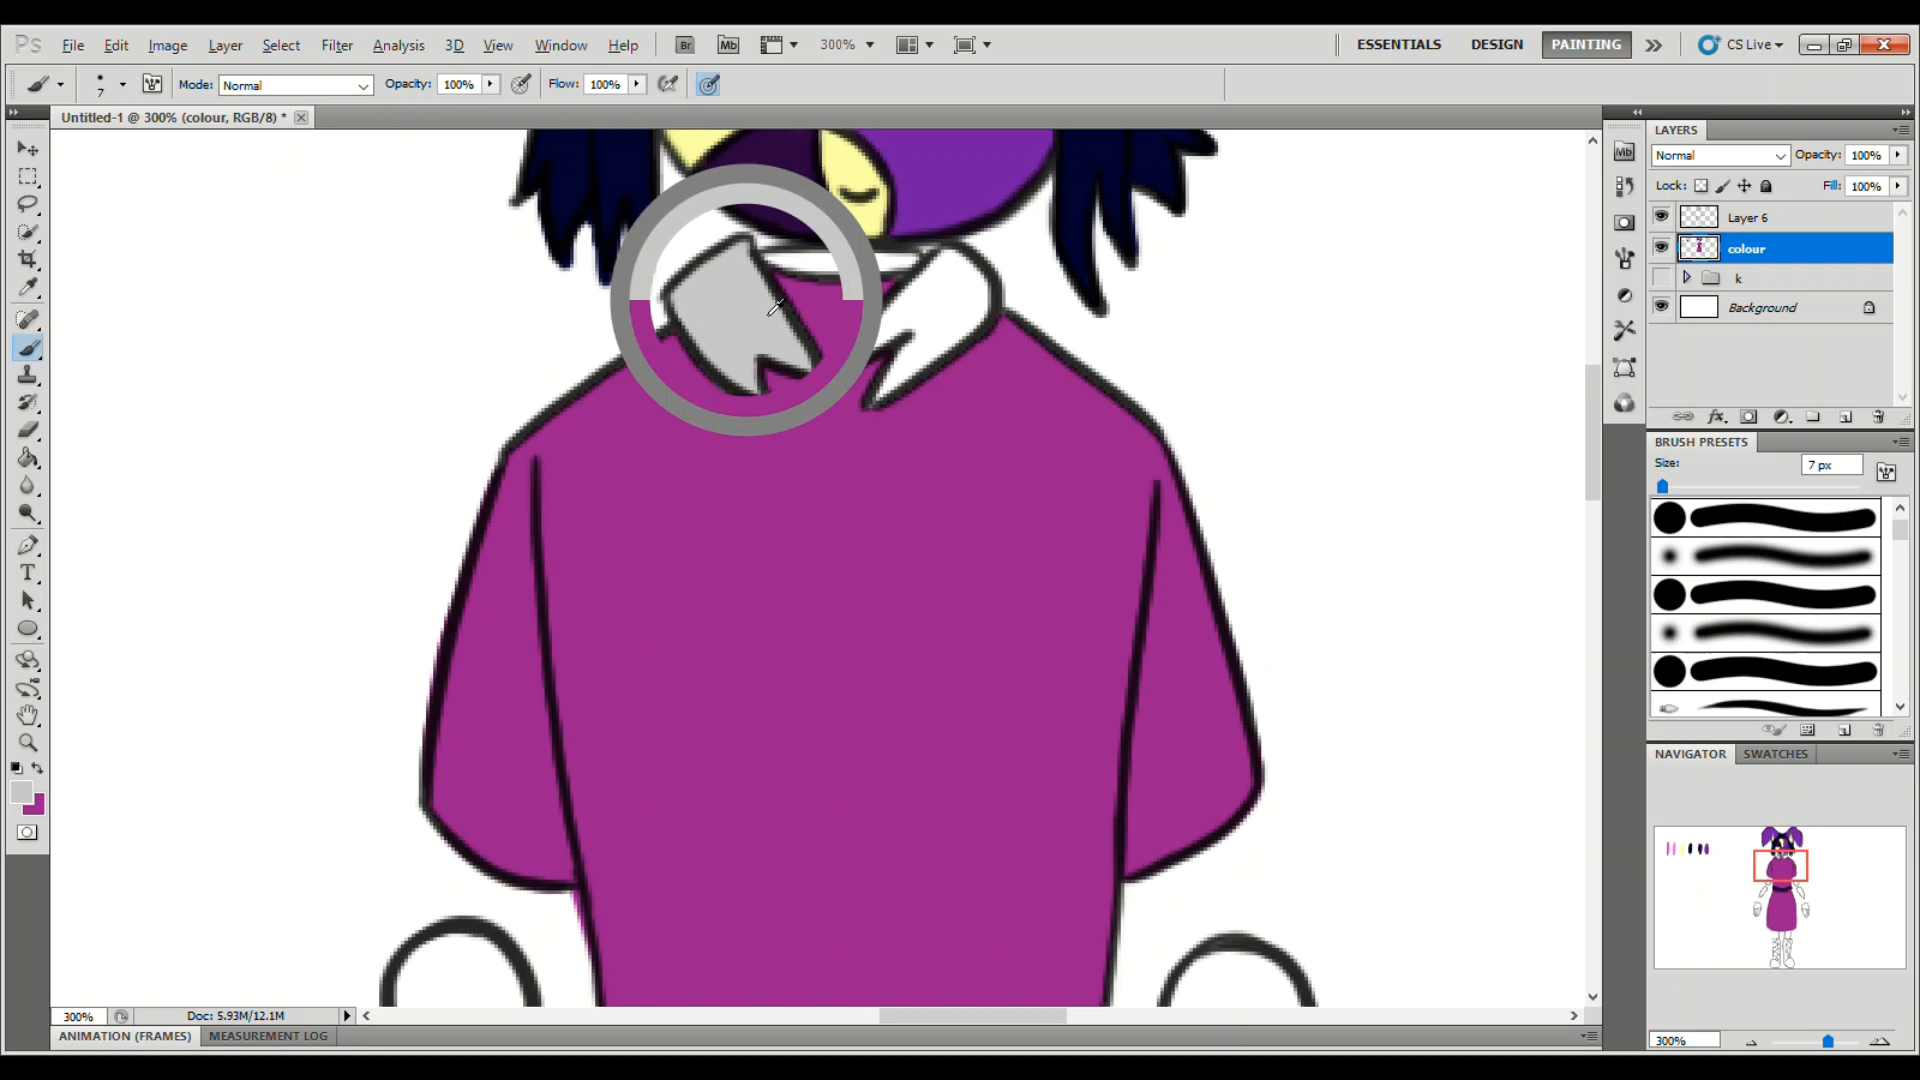 Ps File Edit Image Layer Select Filter Analysis 3D View Window Help Br Mb 300% ESSENTIALS DESIGN PAINTING CS Live
7 Mode: Normal Opacity: 100% Flow: 100%
Untitled-1 @ 300% (colour, RGB/8) *
LAYERS
Normal Opacity: 100%
Lock: Fill: 100%
Layer 6
colour
k
Background
Mb
BRUSH PRESETS
Size: 7 px
T
NAVIGATOR SWATCHES
300% Doc: 5.93M/12.1M
ANIMATION (FRAMES) MEASUREMENT LOG
300%